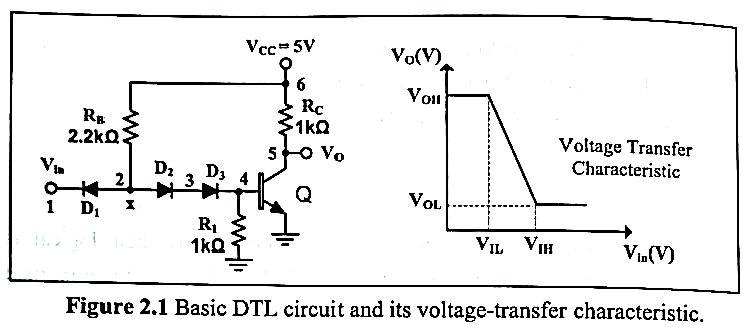 VCC = 5V
6
RB
2.2kΩ
RC
1kΩ
5
VO
Vin
1
D1
2
x
D2
3
D3
4
Q
R1
1kΩ
VO(V)
VOH
VOL
Voltage Transfer
Characteristic
VIL
VIH
Vin(V)
Figure 2.1 Basic DTL circuit and its voltage-transfer characteristic.